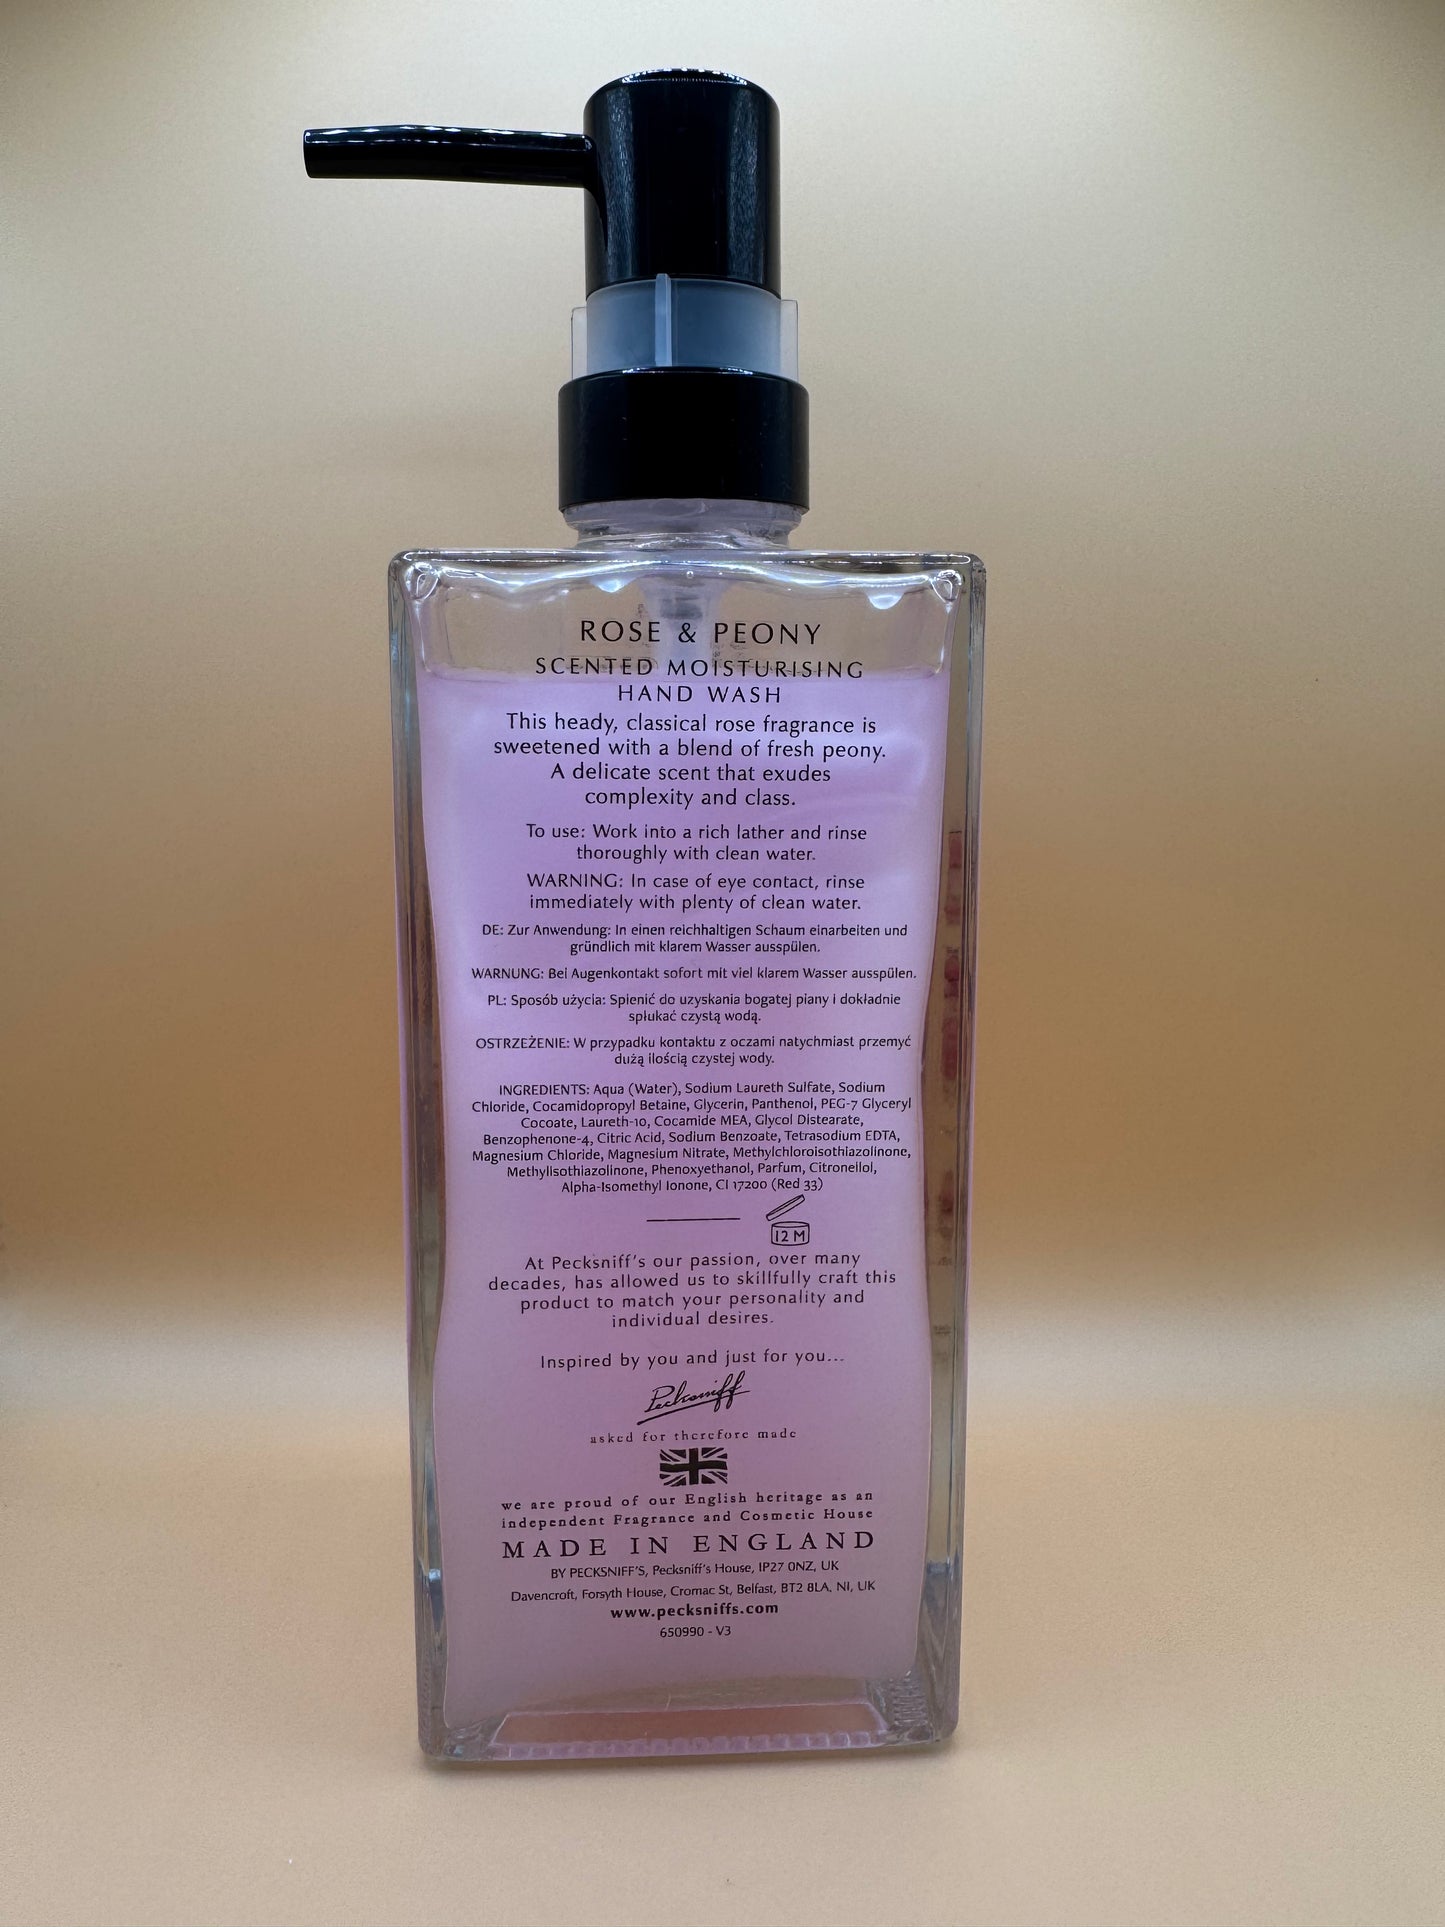 ROSE & PEONY
SCENTED MOISTURISING
HAND WASH
This heady, classical rose fragrance is
sweetened with a blend of fresh peony.
A delicate scent that exudes
complexity and class.
To use: Work into a rich lather and rinse
thoroughly with clean water.
WARNING: In case of eye contact, rinse
immediately with plenty of clean water.
DE: Zur Anwendung: In einen reichhaltigen Schaum einarbeiten und
gründlich mit klarem Wasser ausspülen.
WARNUNG: Bei Augenkontakt sofort mit viel klarem Wasser ausspülen.
PL: Sposób użycia: Spienić do uzyskania bogatej piany i dokładnie
spłukać czystą wodą.
OSTRZEŻENIE: W przypadku kontaktu z oczami natychmiast przemyć
dużą ilością czystej wody.
INGREDIENTS: Aqua (Water), Sodium Laureth Sulfate, Sodium
Chloride, Cocamidopropyl Betaine, Glycerin, Panthenol, PEG-7 Glyceryl
Cocoate, Laureth-10, Cocamide MEA, Glycol Distearate,
Benzophenone-4, Citric Acid, Sodium Benzoate, Tetrasodium EDTA,
Magnesium Chloride, Magnesium Nitrate, Methylchloroisothiazolinone,
Methylisothiazolinone, Phenoxyethanol, Parfum, Citronellol,
Alpha-Isomethyl Ionone, CI 17200 (Red 33)
12 M
At Pecksniff's our passion, over many
decades, has allowed us to skillfully craft this
product to match your personality and
individual desires.
Inspired by you and just for you...
Pecksniff
asked for therefore made
we are proud of our English heritage as an
independent Fragrance and Cosmetic House
MADE IN ENGLAND
BY PECKSNIFF'S, Pecksniff's House, IP27 0NZ, UK
Davencroft, Forsyth House, Cromac St, Belfast, BT2 8LA, NI, UK
www.pecksniffs.com
650990 - V3